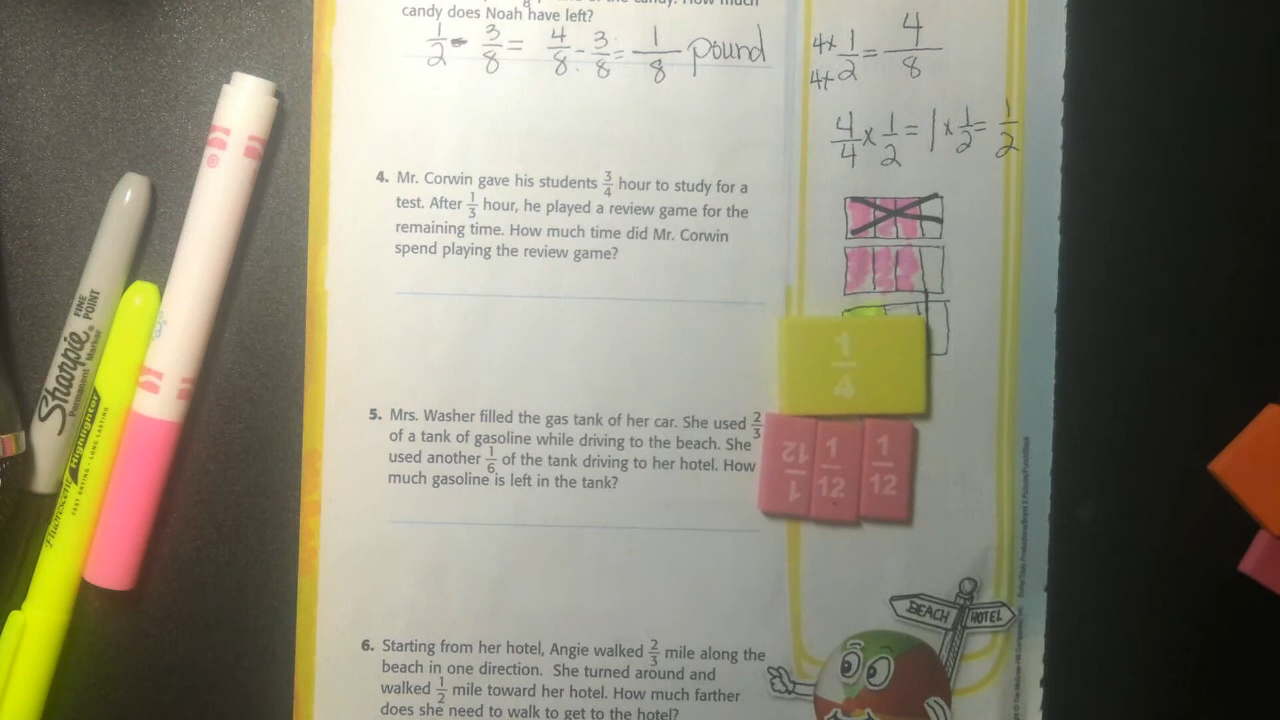 candy does Noah have left?
1/2 - 3/8 = 4/8 - 3/8 = 1/8 pound
4x 1/2 = 4/8
4x
4/4 x 1/2 = 1 x 1/2 = 1/2
4. Mr. Corwin gave his students 3/4 hour to study for a
test. After 1/3 hour, he played a review game for the
remaining time. How much time did Mr. Corwin
spend playing the review game?
1/4
5. Mrs. Washer filled the gas tank of her car. She used 2/3
of a tank of gasoline while driving to the beach. She
used another 1/6 of the tank driving to her hotel. How
much gasoline is left in the tank?
1/12 1/12 1/12
BEACH HOTEL
6. Starting from her hotel, Angie walked 2/3 mile along the
beach in one direction. She turned around and
walked 1/2 mile toward her hotel. How much farther
does she need to walk to get to the hotel?
Sharpie
FINE POINT
Permanent Marker
Fluorescent Highlighter
FAST DRYING • LONG LASTING